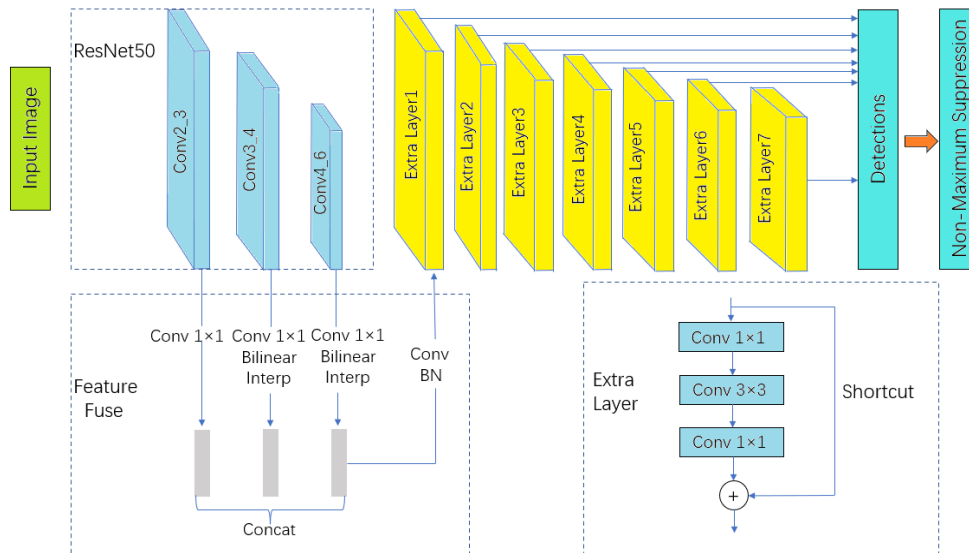 Input Image
ResNet50
Conv2_3
Conv3_4
Conv4_6
Extra Layer1
Extra Layer2
Extra Layer3
Extra Layer4
Extra Layer5
Extra Layer6
Extra Layer7
Detections
Non-Maximum Suppression
Feature
Fuse
Conv 1×1
Conv 1×1
Bilinear
Interp
Conv 1×1
Bilinear
Interp
Conv
BN
Concat
Extra
Layer
Conv 1×1
Conv 3×3
Conv 1×1
+
Shortcut